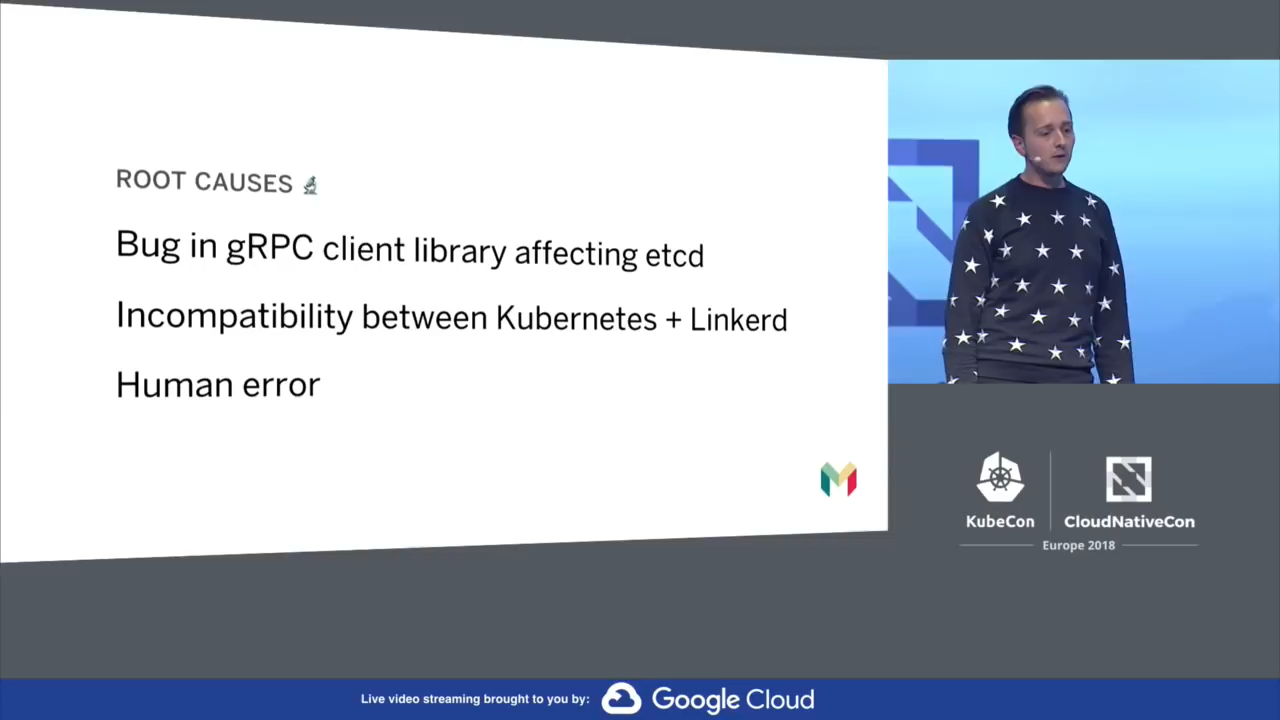 ROOT CAUSES
Bug in gRPC client library affecting etcd
Incompatibility between Kubernetes + Linkerd
Human error
KubeCon
CloudNativeCon
Europe 2018
Live video streaming brought to you by:
Google Cloud